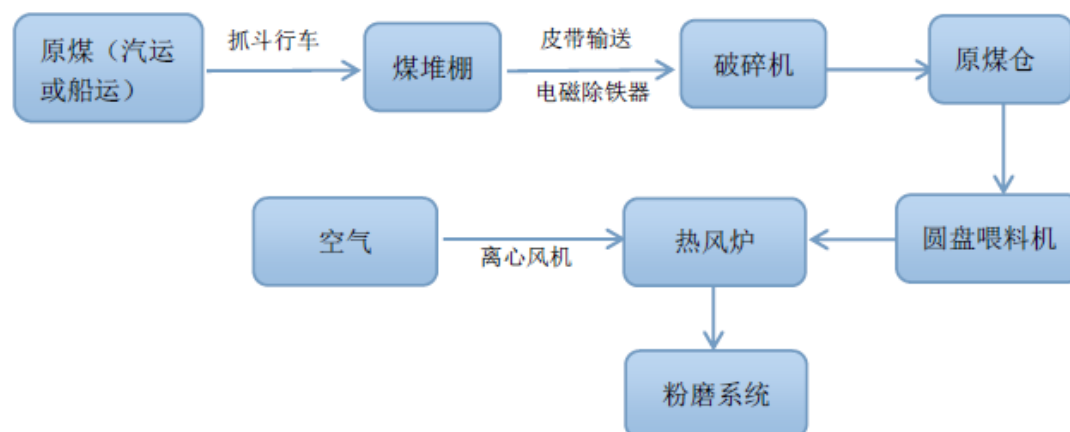 原煤（汽运
或船运）
抓斗行车
煤堆棚
皮带输送
电磁除铁器
破碎机
原煤仓
空气
离心风机
热风炉
圆盘喂料机
粉磨系统